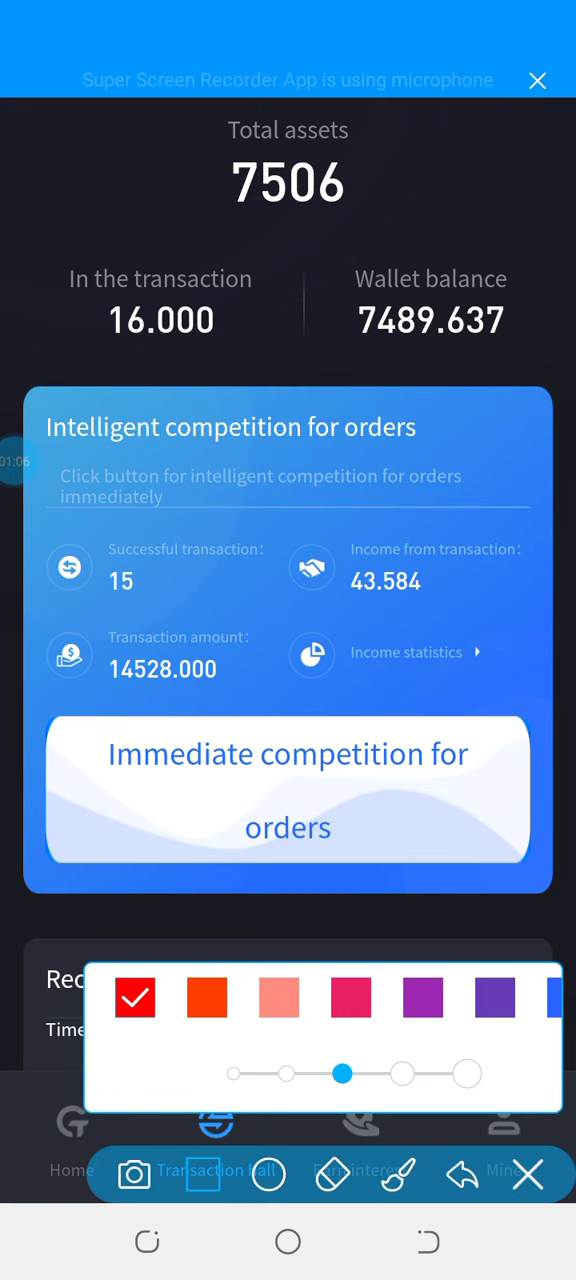 Super Screen Recorder App is using microphone
Total assets
7506
In the transaction
Wallet balance
16.000
7489.637
Intelligent competition for orders
01:06
Click button for intelligent competition for orders
immediately
Successful transaction:
Income from transaction:
15
43.584
Transaction amount:
14528.000
Income statistics
Immediate competition for
orders
Rec
Time
Home
Transaction hall
Mine